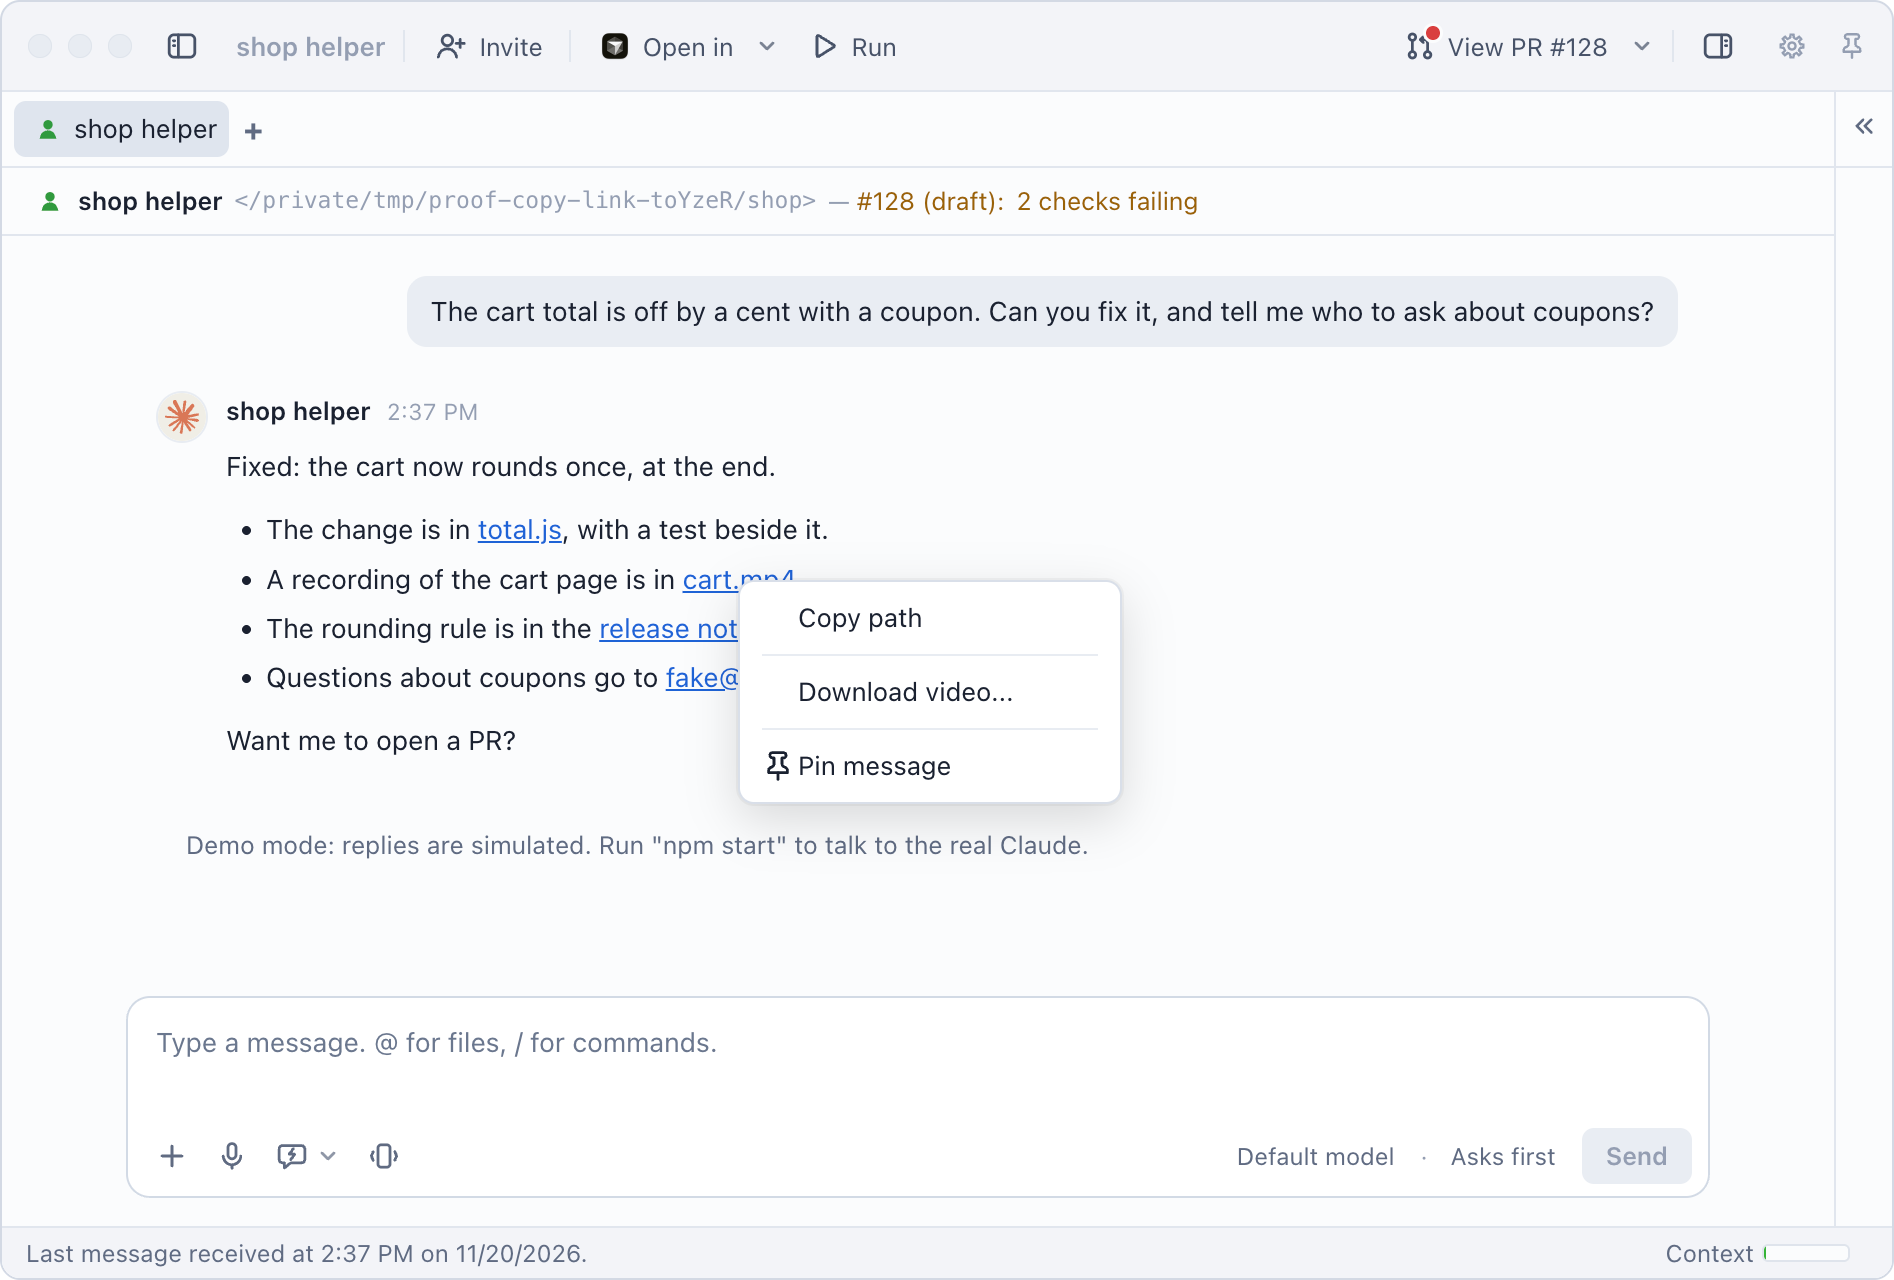 shop helper
Invite
Open in
Run
View PR #128
shop helper
shop helper </private/tmp/proof-copy-link-toYzeR/shop> — #128 (draft): 2 checks failing
The cart total is off by a cent with a coupon. Can you fix it, and tell me who to ask about coupons?
shop helper 2:37 PM
Fixed: the cart now rounds once, at the end.
• The change is in total.js, with a test beside it.
• A recording of the cart page is in cart.mp4
• The rounding rule is in the release not
• Questions about coupons go to fake@
Want me to open a PR?
Copy path
Download video...
Pin message
Demo mode: replies are simulated. Run "npm start" to talk to the real Claude.
Type a message. @ for files, / for commands.
Default model · Asks first
Send
Last message received at 2:37 PM on 11/20/2026.
Context